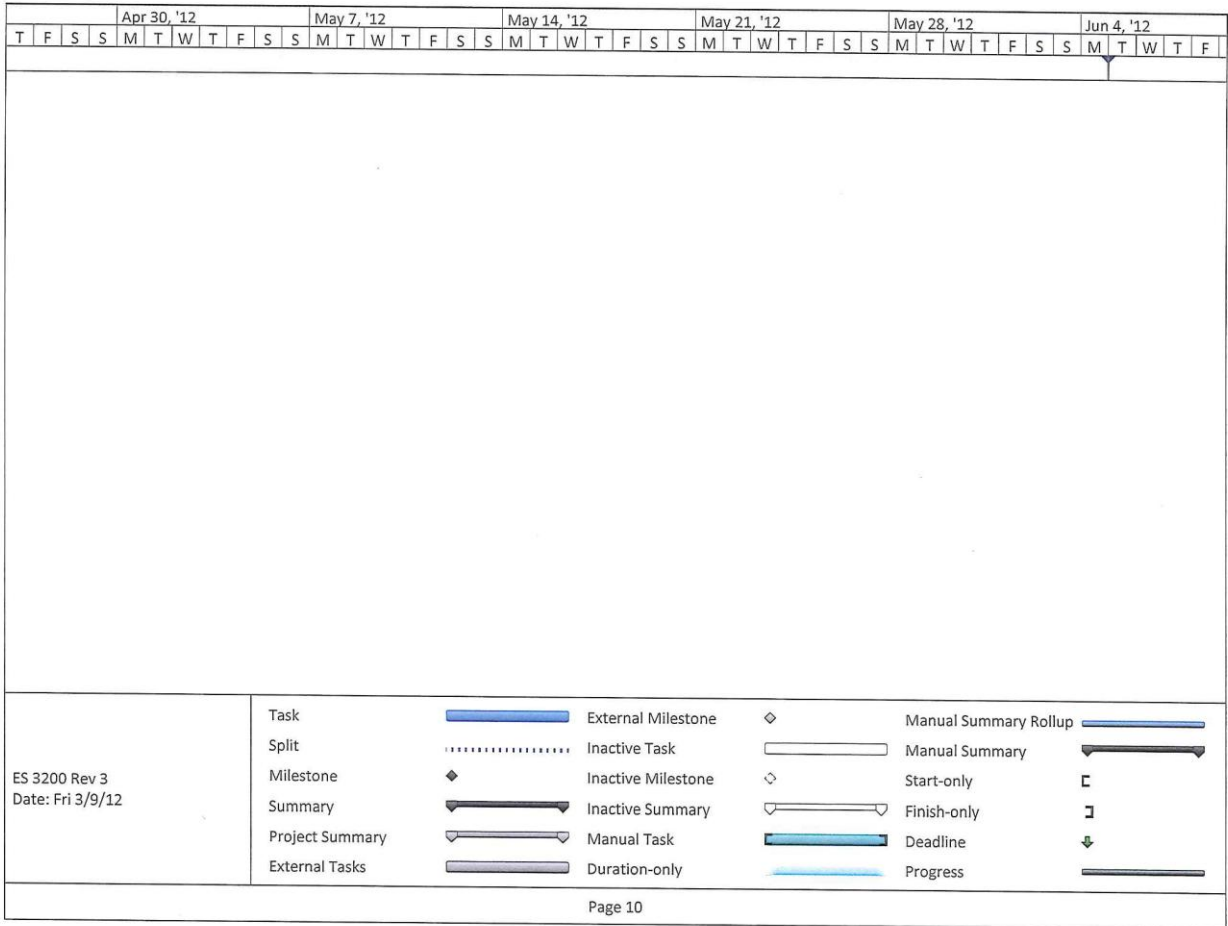 Apr 30, '12 May 7, '12 May 14, '12 May 21, '12 May 28, '12 Jun 4, '12
T F S S M T W T F S S M T W T F S S M T W T F S S M T W T F S S M T W T F S S M T W T F
Task External Milestone Manual Summary Rollup
Split Inactive Task Manual Summary
ES 3200 Rev 3
Date: Fri 3/9/12
Milestone Inactive Milestone Start-only
Summary Inactive Summary Finish-only
Project Summary Manual Task Deadline
External Tasks Duration-only Progress
Page 10